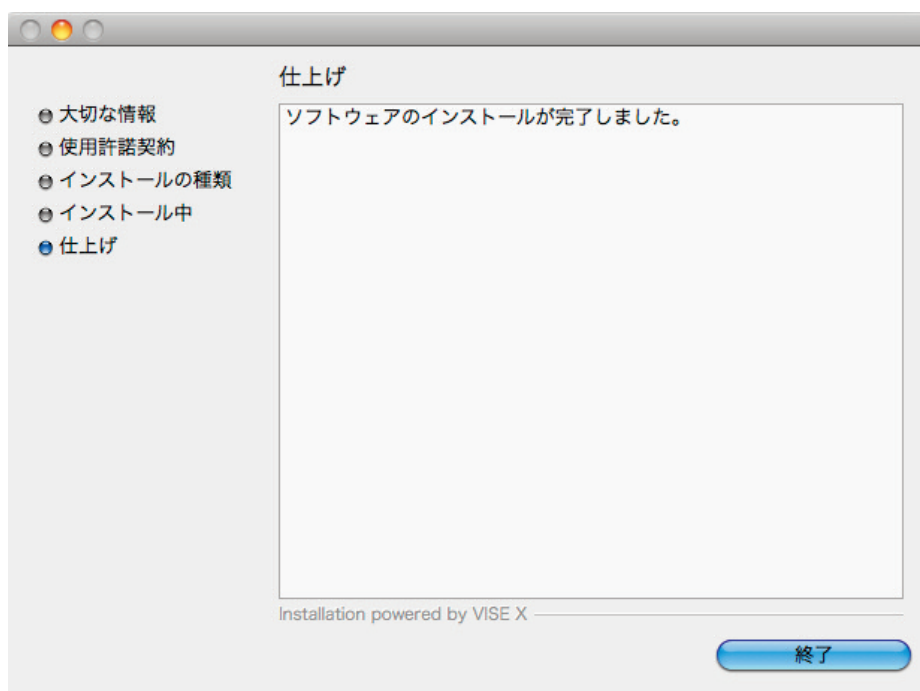 仕上げ
大切な情報
使用許諾契約
インストールの種類
インストール中
仕上げ
ソフトウェアのインストールが完了しました。
Installation powered by VISE X
終了